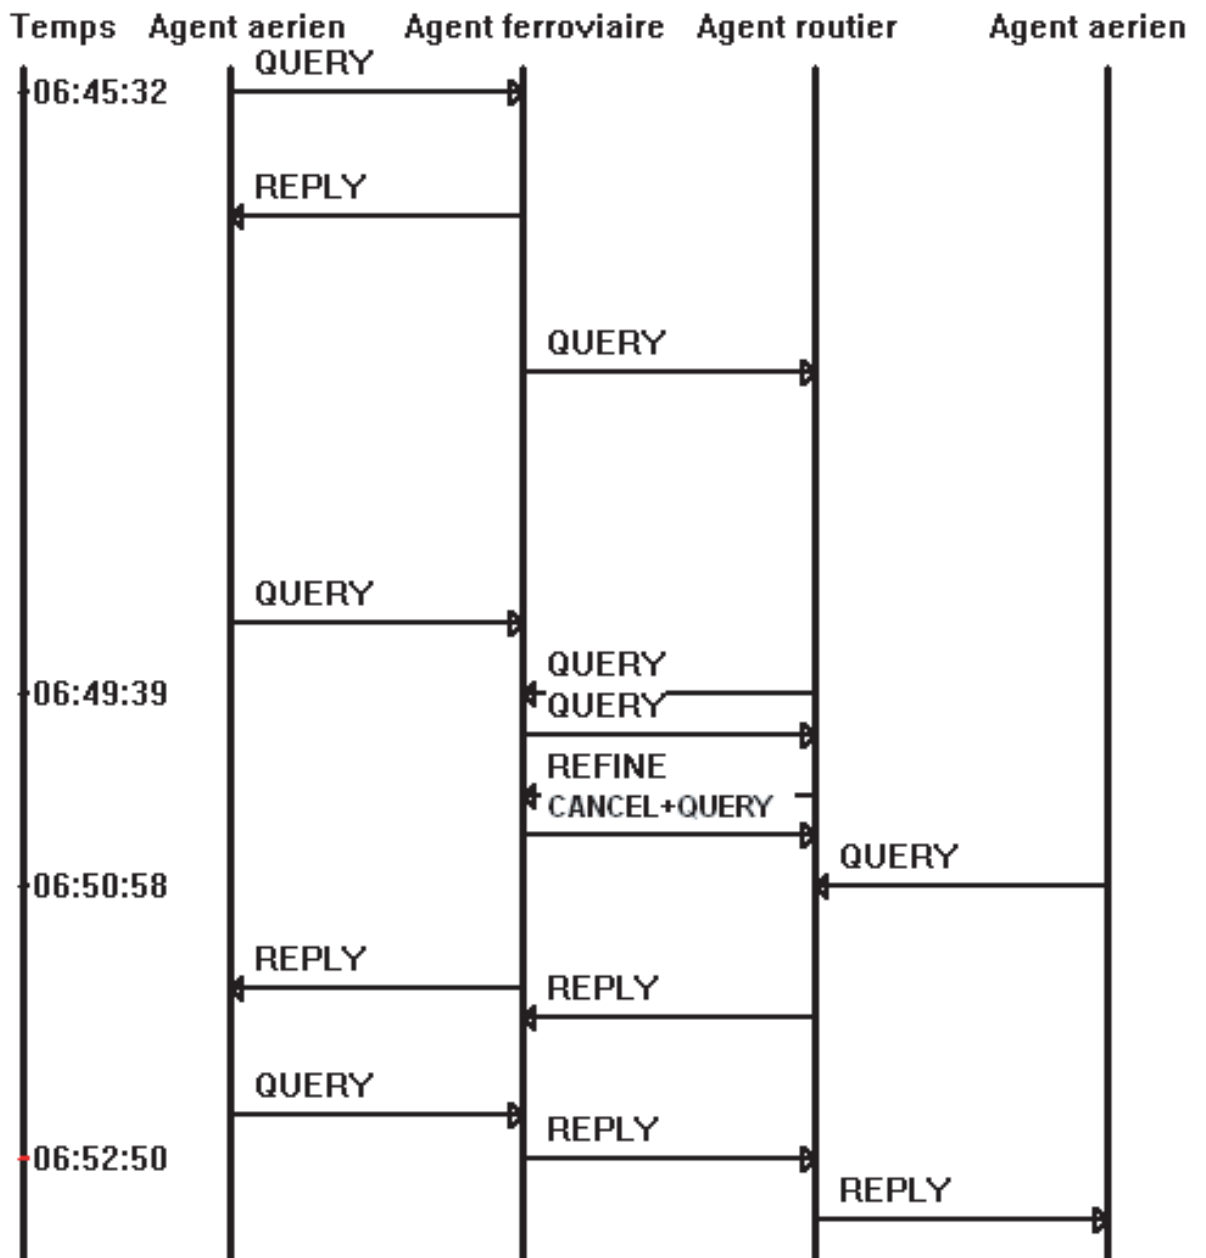 Temps Agent aerien Agent ferroviaire Agent routier Agent aerien
QUERY
06:45:32
REPLY
QUERY
QUERY
QUERY
06:49:39
QUERY
REFINE
CANCEL+QUERY
QUERY
06:50:58
REPLY
REPLY
QUERY
REPLY
06:52:50
REPLY